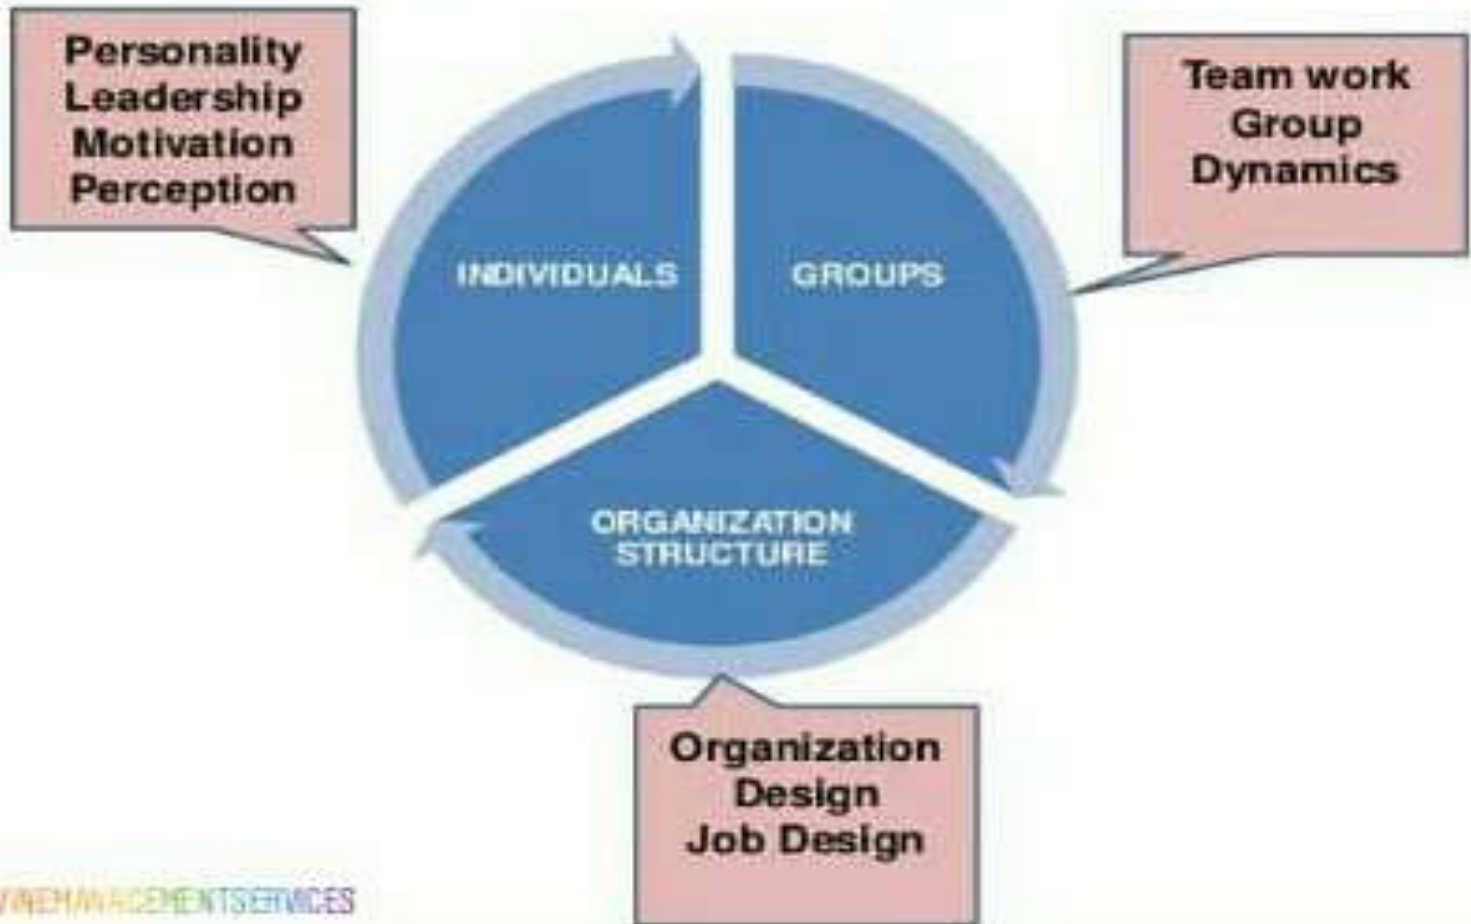 Personality
Leadership
Motivation
Perception
Team work
Group
Dynamics
INDIVIDUALS
GROUPS
ORGANIZATION
STRUCTURE
Organization
Design
Job Design